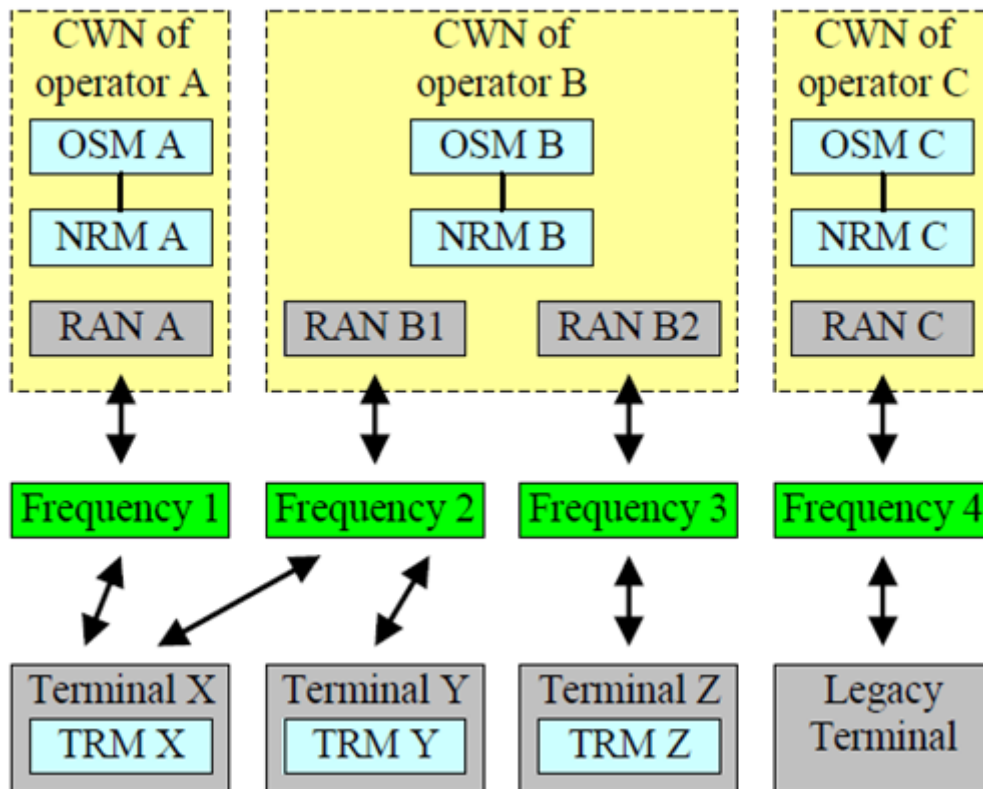 CWN of
operator A
CWN of
operator B
CWN of
operator C
OSM A
OSM B
OSM C
NRM A
NRM B
NRM C
RAN A
RAN B1
RAN B2
RAN C
Frequency 1
Frequency 2
Frequency 3
Frequency 4
Terminal X
TRM X
Terminal Y
TRM Y
Terminal Z
TRM Z
Legacy
Terminal